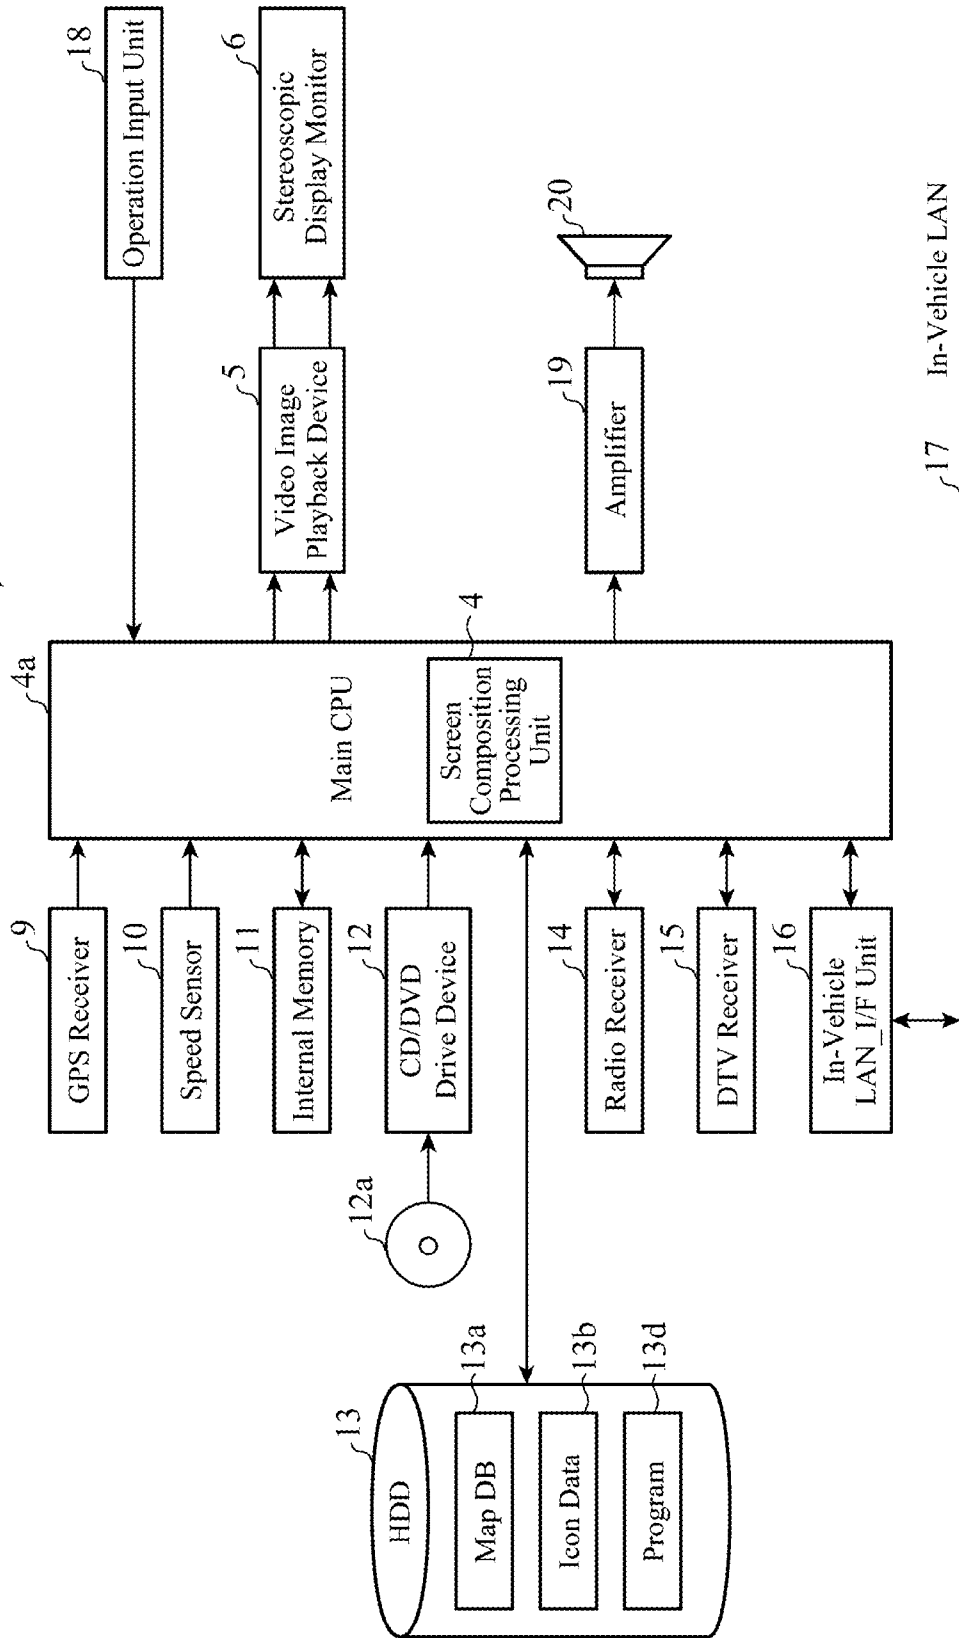 13
HDD
13a
Map DB
13b
Icon Data
13d
Program
12a
9
GPS Receiver
10
Speed Sensor
11
Internal Memory
12
CD/DVD
Drive Device
14
Radio Receiver
15
DTV Receiver
16
In-Vehicle
LAN_I/F Unit
4a
Main CPU
4
Screen
Composition
Processing
Unit
18
Operation Input Unit
5
Video Image
Playback Device
6
Stereoscopic
Display Monitor
19
Amplifier
20
17
In-Vehicle LAN